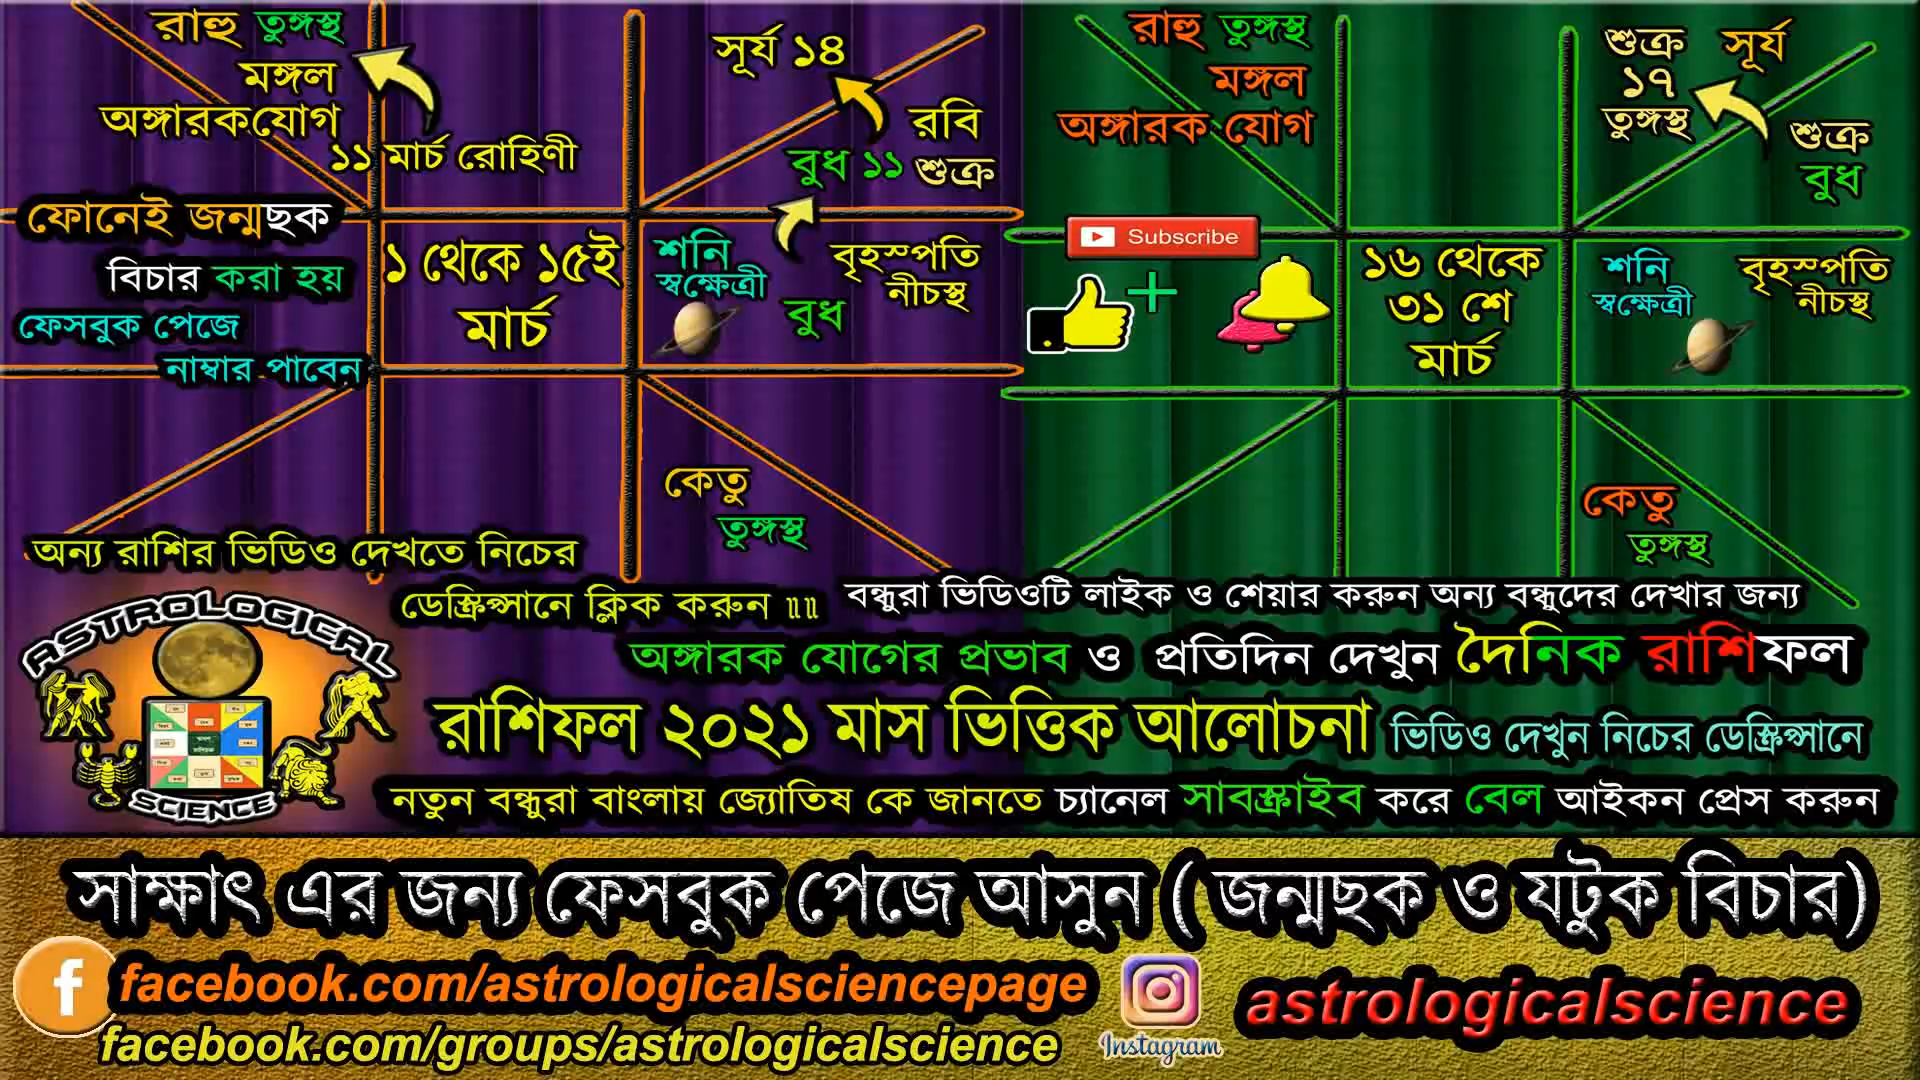 রাহু তুঙ্গস্থ
মঙ্গল
অঙ্গারকযোগ
১১ মার্চ রোহিণী
সূর্য ১৪
রবি
বুধ ১১ শুক্র
ফোনেই জন্মছক
বিচার করা হয়
ফেসবুক পেজে
নাম্বার পাবেন
১ থেকে ১৫ই
মার্চ
শনি
স্বক্ষেত্রী
বুধ
বৃহস্পতি
নীচস্থ
কেতু
তুঙ্গস্থ
রাহু তুঙ্গস্থ
মঙ্গল
অঙ্গারক যোগ
শুক্র সূর্য
১৭
তুঙ্গস্থ
শুক্র
বুধ
Subscribe
১৬ থেকে
৩১ শে
মার্চ
শনি
স্বক্ষেত্রী
বৃহস্পতি
নীচস্থ
কেতু
তুঙ্গস্থ
অন্য রাশির ভিডিও দেখতে নিচের
ডেস্ক্রিপ্সানে ক্লিক করুন
বন্ধুরা ভিডিওটি লাইক ও শেয়ার করুন অন্য বন্ধুদের দেখার জন্য
অঙ্গারক যোগের প্রভাব ও প্রতিদিন দেখুন দৈনিক রাশিফল
রাশিফল ২০২১ মাস ভিত্তিক আলোচনা ভিডিও দেখুন নিচের ডেস্ক্রিপ্সানে
নতুন বন্ধুরা বাংলায় জ্যোতিষ কে জানতে চ্যানেল সাবস্ক্রাইব করে বেল আইকন প্রেস করুন
ASTROLOGICAL
SCIENCE
সাক্ষাৎ এর জন্য ফেসবুক পেজে আসুন ( জন্মছক ও যটুক বিচার)
f facebook.com/astrologicalsciencepage
facebook.com/groups/astrologicalscience
Instagram
astrologicalscience